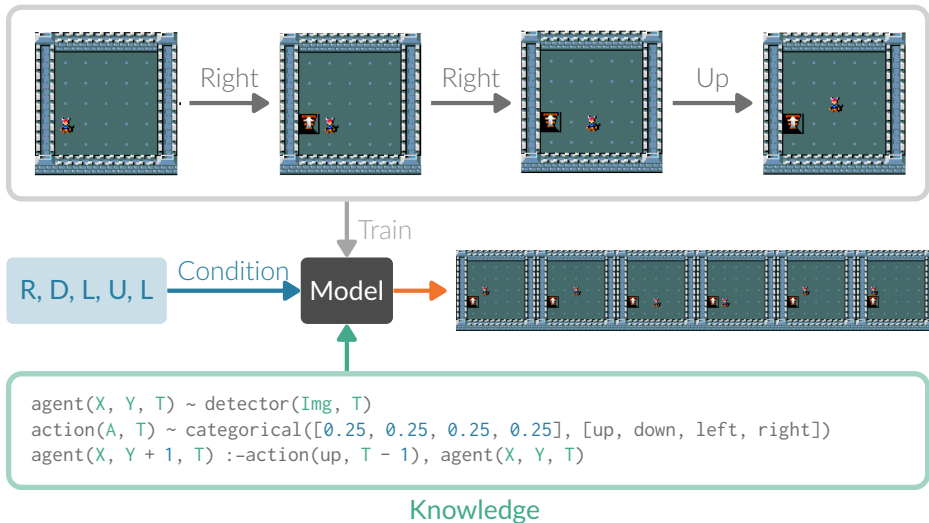 Right
Right
Up
Train
Condition
R, D, L, U, L
Model
agent(X, Y, T) ~ detector(Img, T)
action(A, T) ~ categorical([0.25, 0.25, 0.25, 0.25], [up, down, left, right])
agent(X, Y + 1, T) :-action(up, T - 1), agent(X, Y, T)
Knowledge